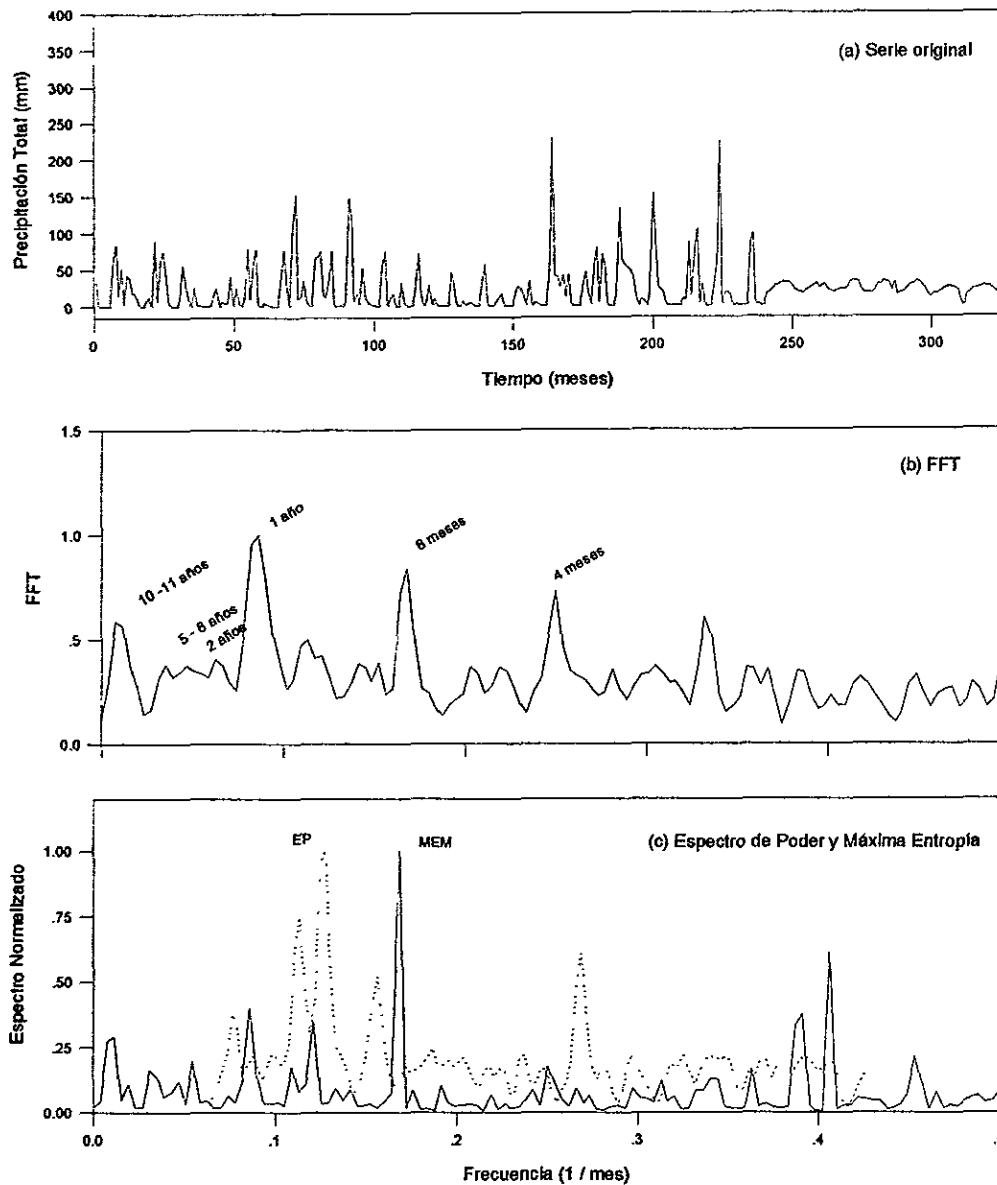 400
350
300
250
200
150
100
50
0
Precipitación Total (mm)
(a) Serie original
0 50 100 150 200 250 300
Tiempo (meses)
1.5
1.0
.5
0.0
FFT
(b) FFT
10 -11 años
5 - 6 años
2 años
1 año
6 meses
4 meses
1.00
.75
.50
.25
0.00
Espectro Normalizado
EP
MEM
(c) Espectro de Poder y Máxima Entropía
0.0 .1 .2 .3 .4
Frecuencia (1 / mes)